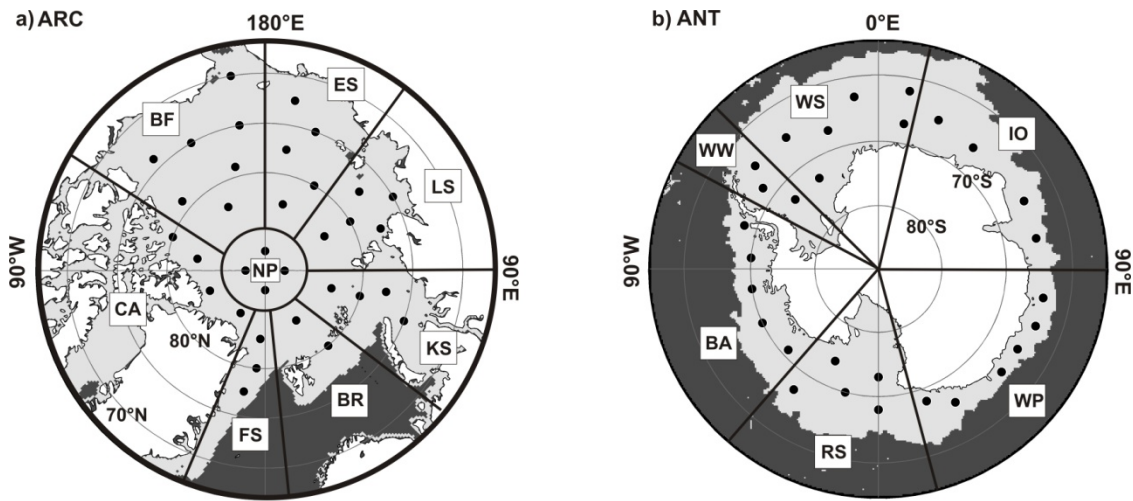 a) ARC
180°E
ES
BF
LS
90°W
NP
90°E
CA
80°N
KS
70°N
BR
FS
b) ANT
0°E
WS
IO
WW
70°S
80°S
90°W
90°E
BA
WP
RS